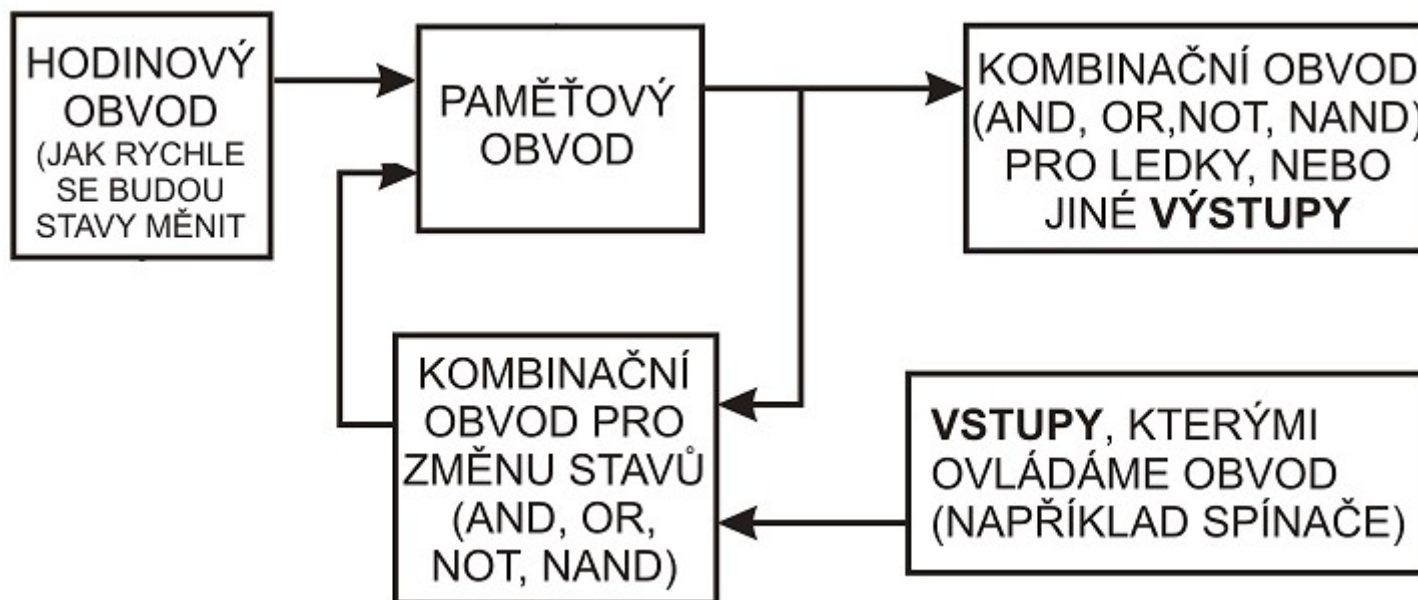 HODINOVÝ
OBVOD
(JAK RYCHLE
SE BUDOU
STAVY MĚNIT
PAMĚŤOVÝ
OBVOD
KOMBINAČNÍ OBVOD
(AND, OR,NOT, NAND)
PRO LEDKY, NEBO
JINÉ VÝSTUPY
KOMBINAČNÍ
OBVOD PRO
ZMĚNU STAVŮ
(AND, OR,
NOT, NAND)
VSTUPY, KTERÝMI
OVLÁDÁME OBVOD
(NAPŘÍKLAD SPÍNAČE)